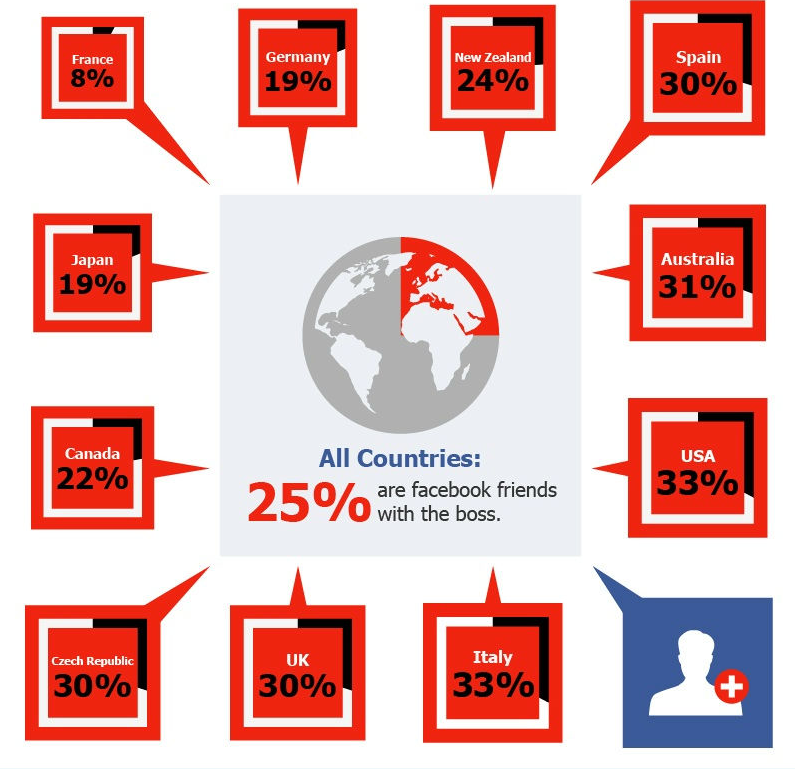 France
8%
Germany
19%
New Zealand
24%
Spain
30%
Japan
19%
Australia
31%
Canada
22%
USA
33%
All Countries:
25% are facebook friends
with the boss.
Czech Republic
30%
UK
30%
Italy
33%